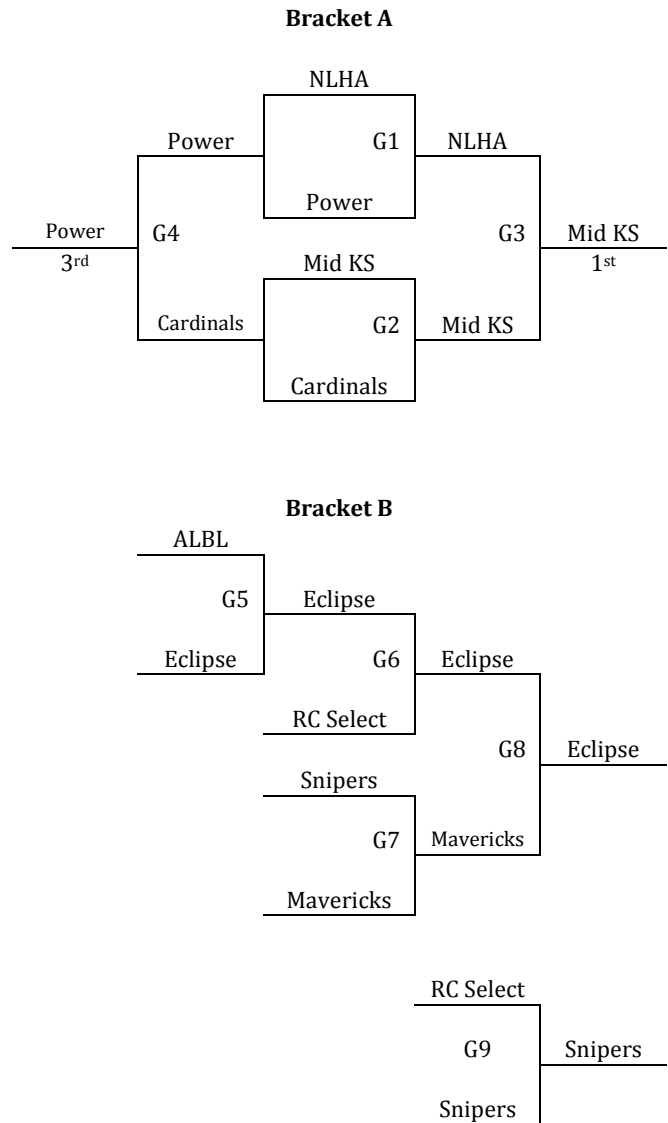 Bracket A
NLHA
Power
G1
NLHA
Power
Power
G4
G3
Mid KS
3rd
Mid KS
1st
Cardinals
G2
Mid KS
Cardinals
Bracket B
ALBL
G5
Eclipse
Eclipse
G6
Eclipse
RC Select
G8
Eclipse
Snipers
G7
Mavericks
Mavericks
RC Select
G9
Snipers
Snipers